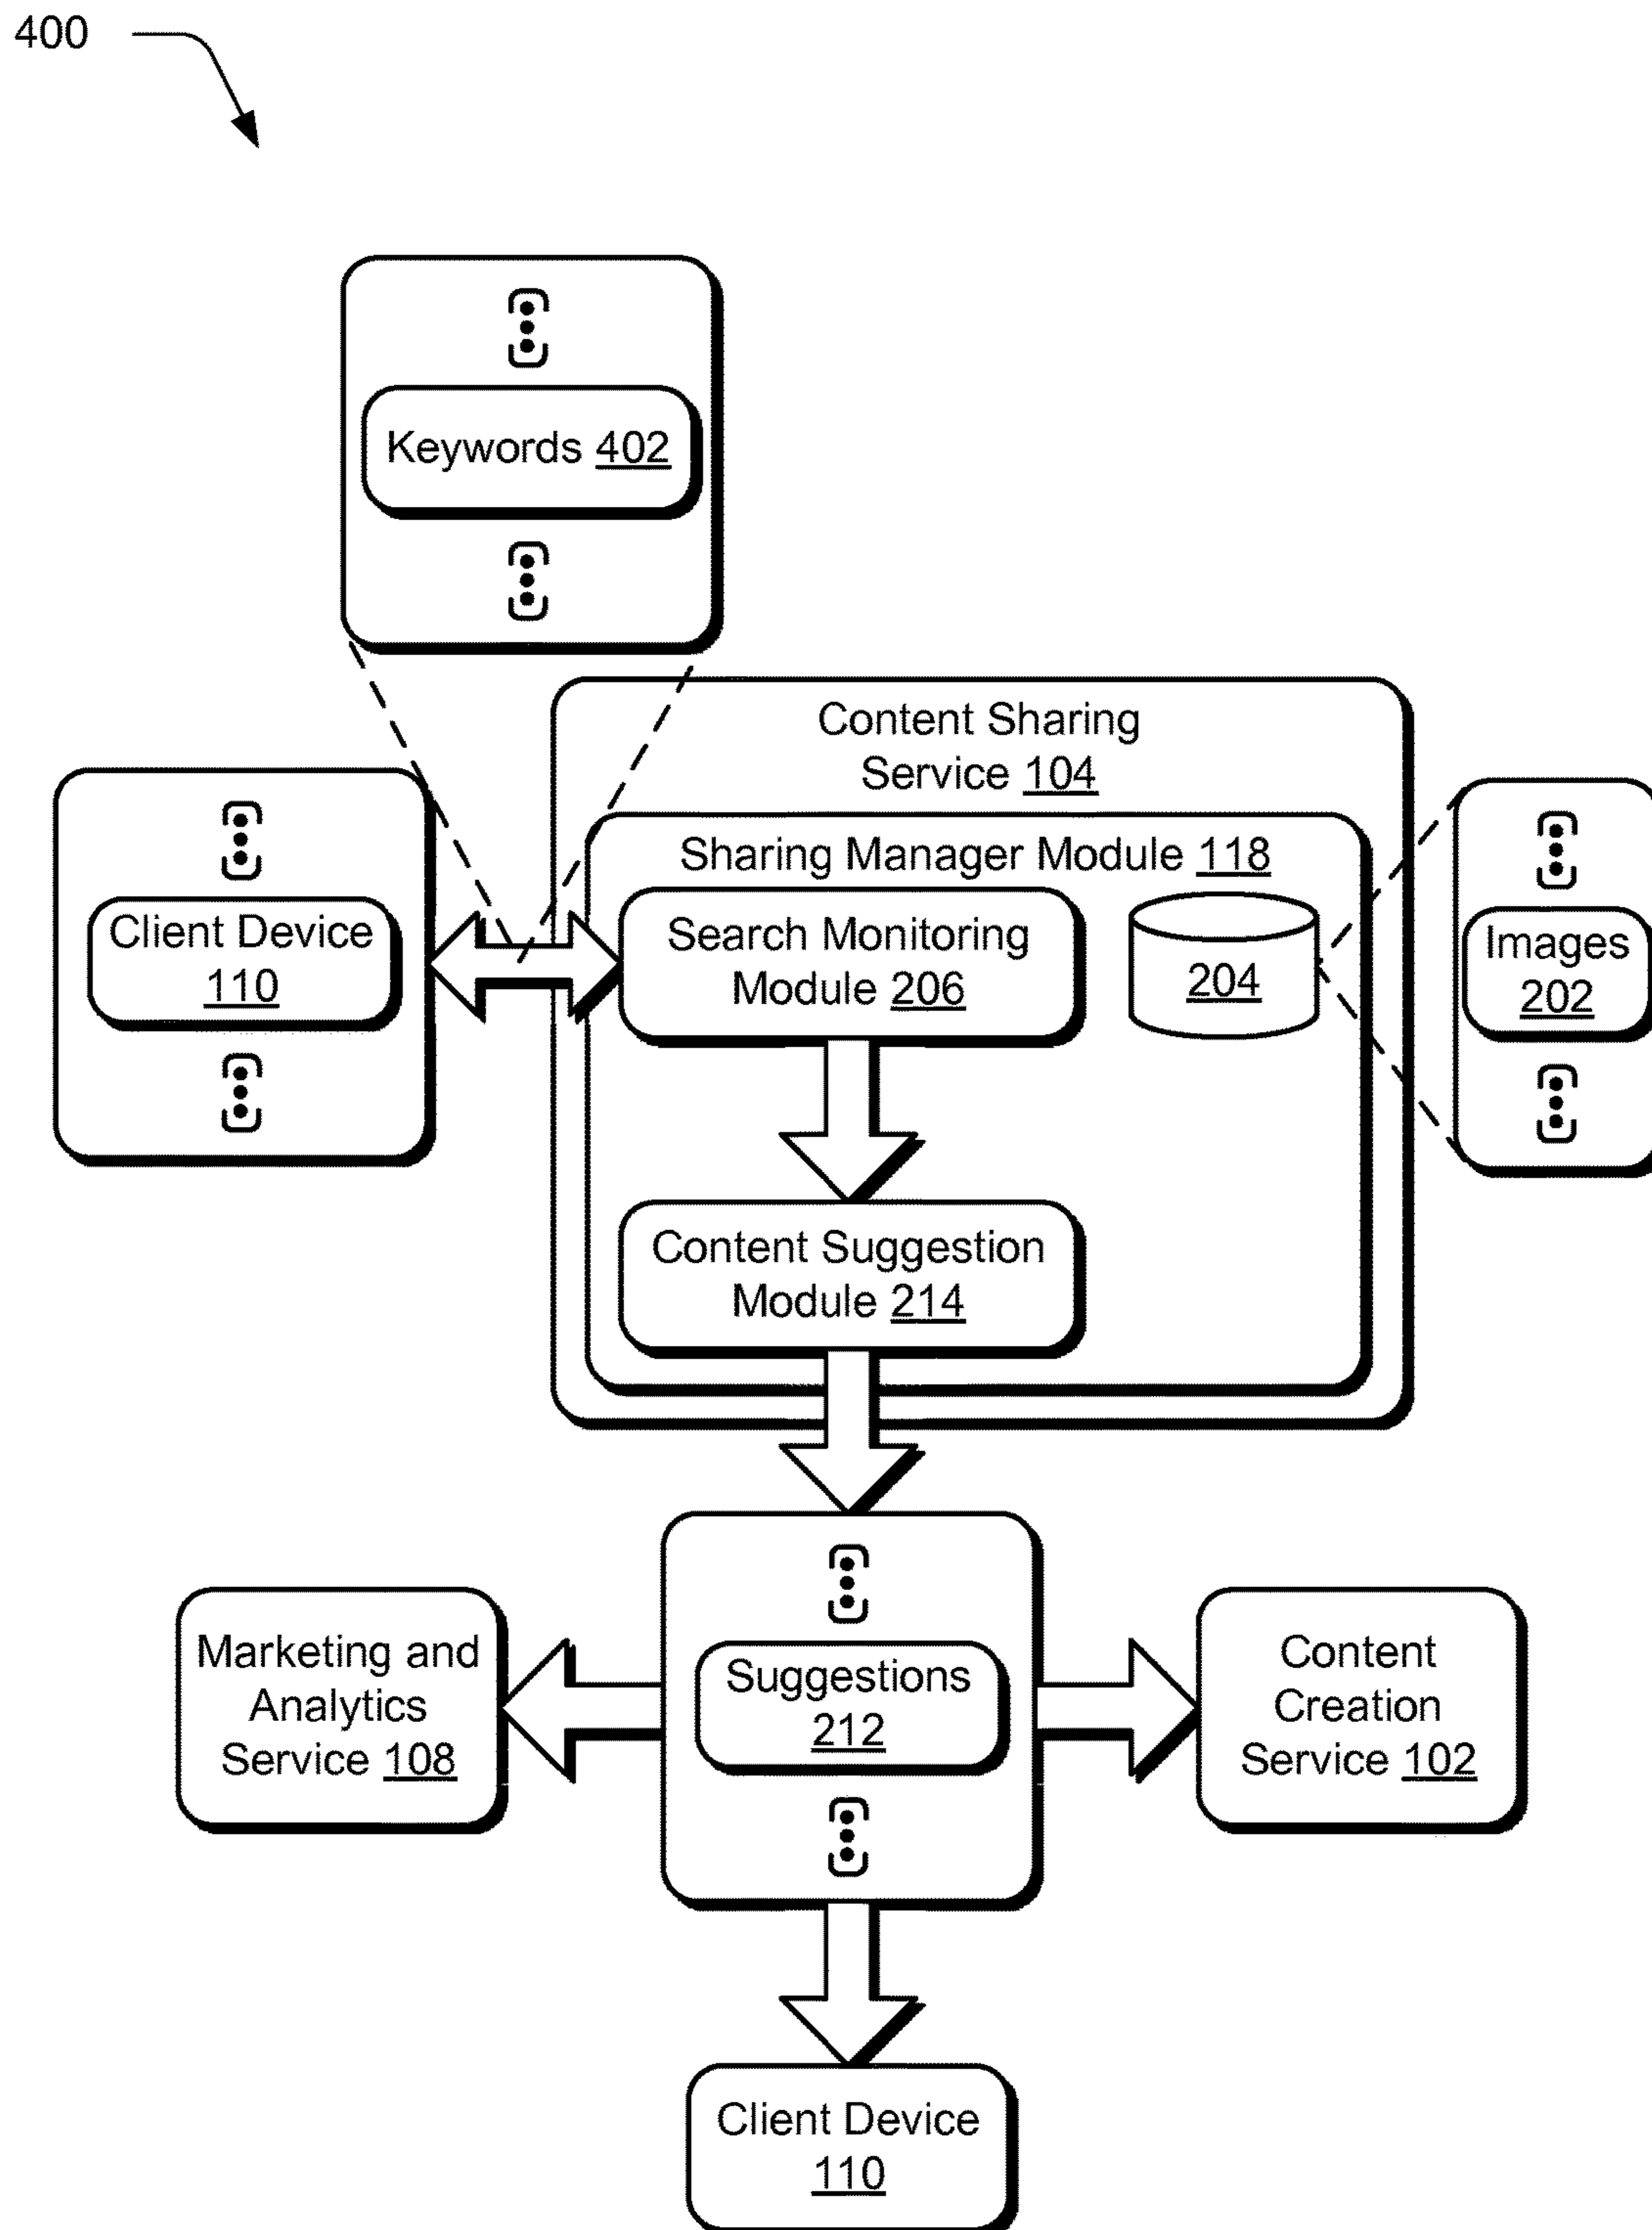 400
Keywords 402
Content Sharing
Service 104
Sharing Manager Module 118
Client Device
110
Search Monitoring
Module 206
204
Images
202
Content Suggestion
Module 214
Marketing and
Analytics
Service 108
Suggestions
212
Content
Creation
Service 102
Client Device
110